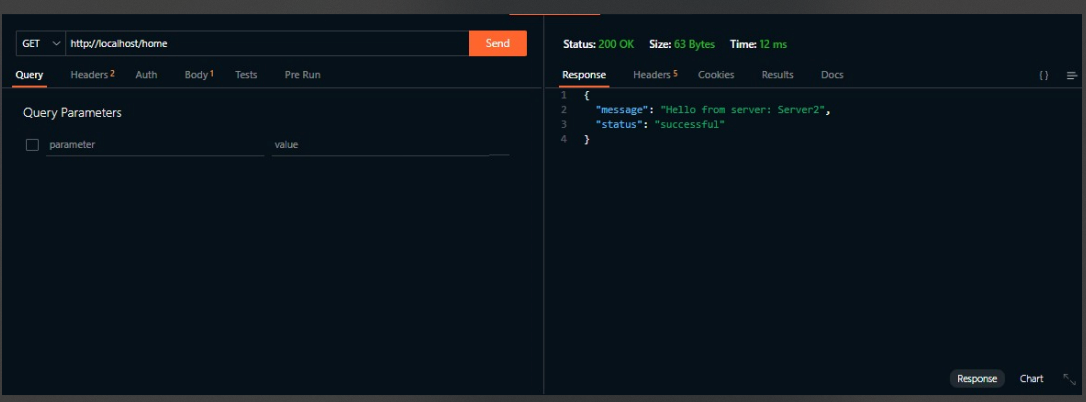 GET http://localhost/home Send
Query Headers 2 Auth Body 1 Tests Pre Run
Query Parameters
parameter value
Status: 200 OK Size: 63 Bytes Time: 12 ms
Response Headers 5 Cookies Results Docs { }
1 {
2 "message": "Hello from server: Server2",
3 "status": "successful"
4 }
Response Chart